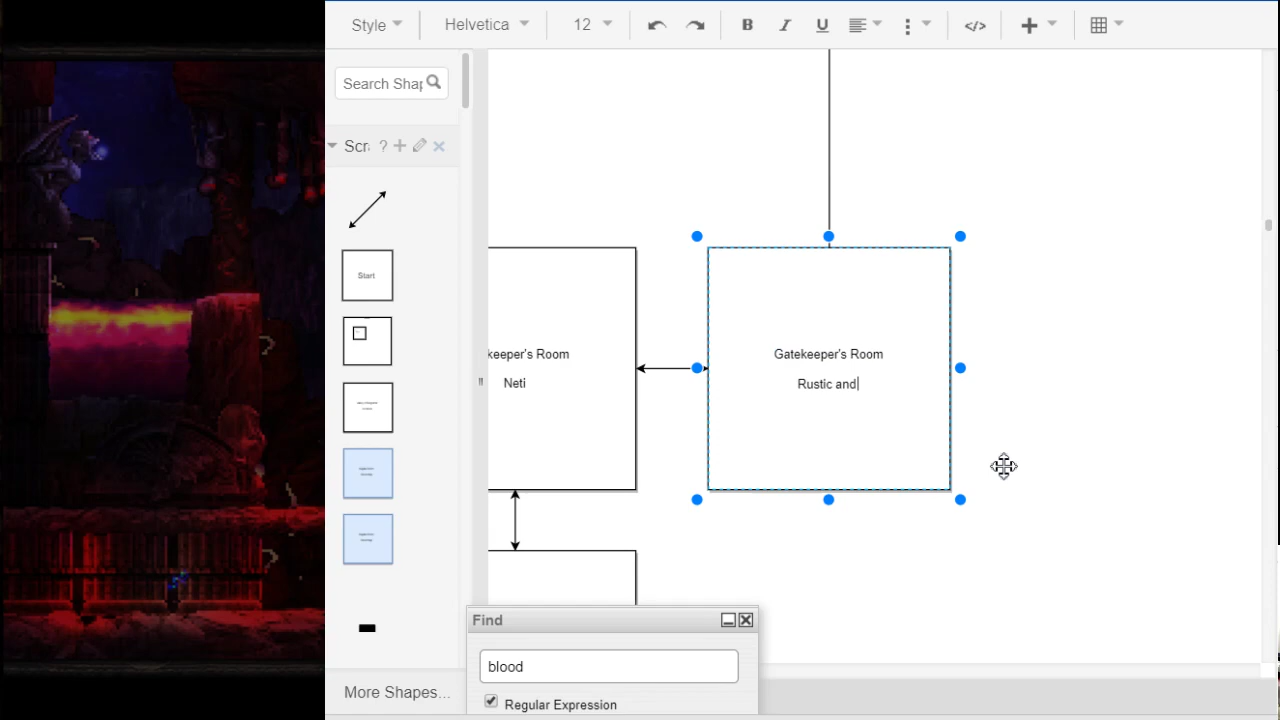 Style
Helvetica
12
B
I
U
</>
Search Shap
Scr
?
Start
keeper's Room
Neti
Gatekeeper's Room
Rustic and
Find
blood
Regular Expression
More Shapes...